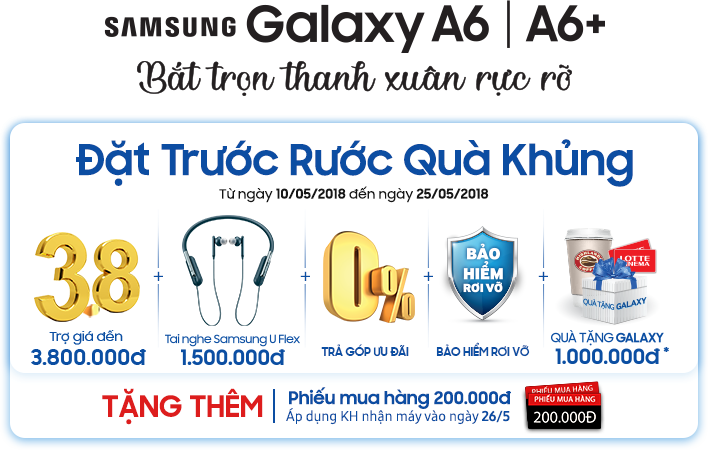 SAMSUNG Galaxy A6 | A6+
Bắt trọn thanh xuân rực rỡ
Đặt Trước Rước Quà Khủng
Từ ngày 10/05/2018 đến ngày 25/05/2018
3.8
Trợ giá đến
3.800.000đ
+
Tai nghe Samsung U Flex
1.500.000đ
+
0%
TRẢ GÓP ƯU ĐÃI
+
BẢO
HIỂM
RƠI VỠ
BẢO HIỂM RƠI VỠ
+
LOTTE
CINEMA
QUÀ TẶNG GALAXY
QUÀ TẶNG GALAXY
1.000.000đ *
TẶNG THÊM
Phiếu mua hàng 200.000đ
Áp dụng KH nhận máy vào ngày 26/5
PHIẾU MUA HÀNG
PHIẾU MUA HÀNG
200.000Đ